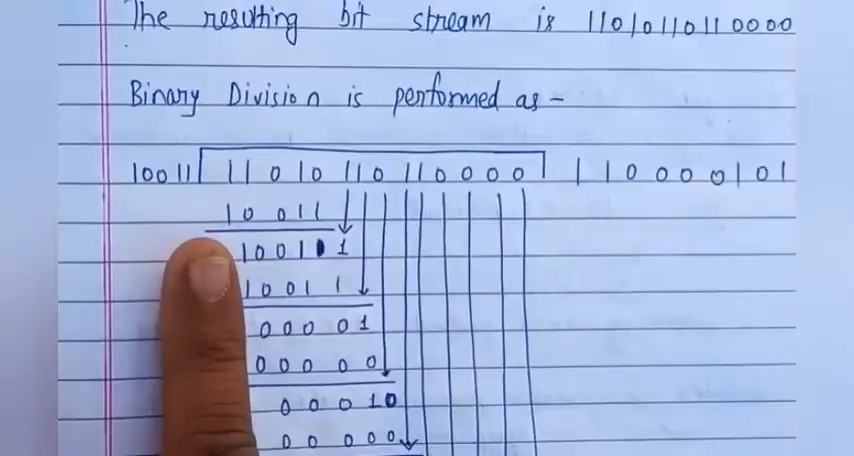 The resulting bit stream is 11010110110000
Binary Division is performed as -
10011 11010110110000 110000101
10011
10011
10011
00001
00000
00010
00000